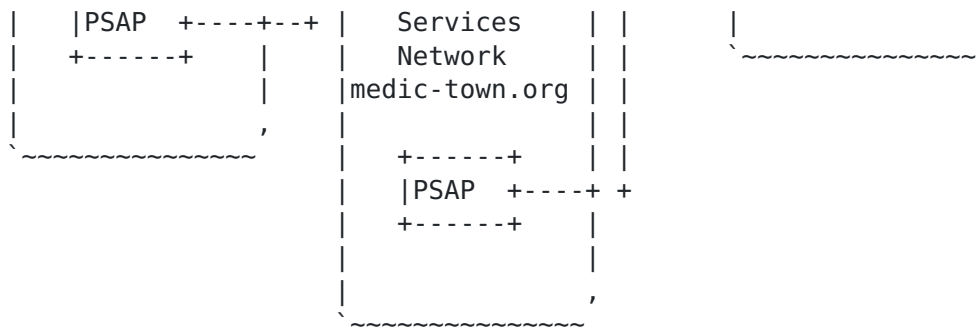 |    |PSAP  +----+--+ |   Services    | |      |
|    +------+    |    |   Network     | |      `~~~~~~~~~~~~~~~
|                |    |medic-town.org | |
|                ,    |               | |
`~~~~~~~~~~~~~~~      |   +------+    | |
                      |   |PSAP  +----+ +
                      |   +------+    |
                      |               |
                      |               ,
                      `~~~~~~~~~~~~~~~